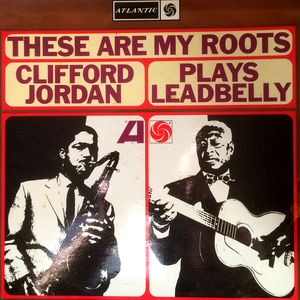 ATLANTIC
THESE ARE MY ROOTS
CLIFFORD
JORDAN
PLAYS
LEADBELLY
A